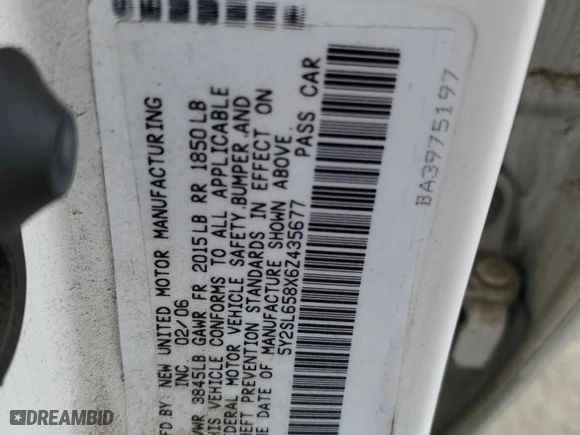 MFD BY NEW UNITED MOTOR MANUFACTURING
INC 02/06
GVWR 3845LB GAWR FR 2015LB RR 1850LB
THIS VEHICLE CONFORMS TO ALL APPLICABLE
FEDERAL MOTOR VEHICLE SAFETY,BUMPER,AND
THEFT PREVENTION STANDARDS IN EFFECT ON
THE DATE OF MANUFACTURE SHOWN ABOVE.
5Y2SL658X6Z435677 PASS CAR
BA3975197
DREAMBID